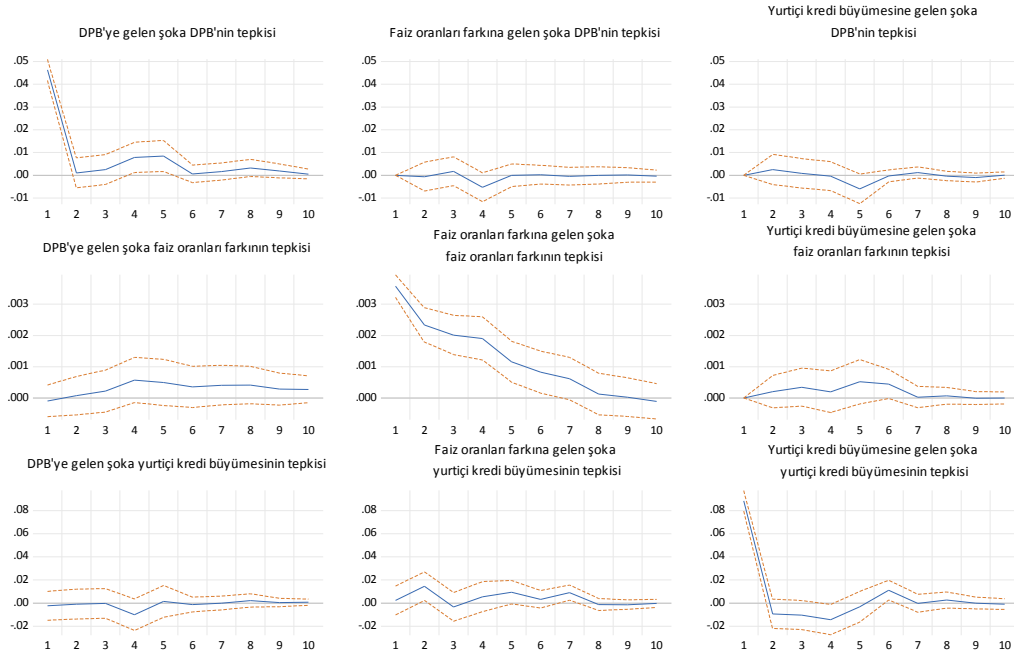 DPB'ye gelen şoka DPB'nin tepkisi
.05
.04
.03
.02
.01
.00
-.01
1 2 3 4 5 6 7 8 9 10
Faiz oranları farkına gelen şoka DPB'nin tepkisi
.05
.04
.03
.02
.01
.00
-.01
1 2 3 4 5 6 7 8 9 10
Yurtiçi kredi büyümesine gelen şoka
DPB'nin tepkisi
.05
.04
.03
.02
.01
.00
-.01
1 2 3 4 5 6 7 8 9 10
DPB'ye gelen şoka faiz oranları farkının tepkisi
.003
.002
.001
.000
1 2 3 4 5 6 7 8 9 10
Faiz oranları farkına gelen şoka
faiz oranları farkının tepkisi
.003
.002
.001
.000
1 2 3 4 5 6 7 8 9 10
Yurtiçi kredi büyümesine gelen şoka
faiz oranları farkının tepkisi
.003
.002
.001
.000
1 2 3 4 5 6 7 8 9 10
DPB'ye gelen şoka yurtiçi kredi büyümesinin tepkisi
.08
.06
.04
.02
.00
-.02
1 2 3 4 5 6 7 8 9 10
Faiz oranları farkına gelen şoka
yurtiçi kredi büyümesinin tepkisi
.08
.06
.04
.02
.00
-.02
1 2 3 4 5 6 7 8 9 10
Yurtiçi kredi büyümesine gelen şoka
yurtiçi kredi büyümesinin tepkisi
.08
.06
.04
.02
.00
-.02
1 2 3 4 5 6 7 8 9 10